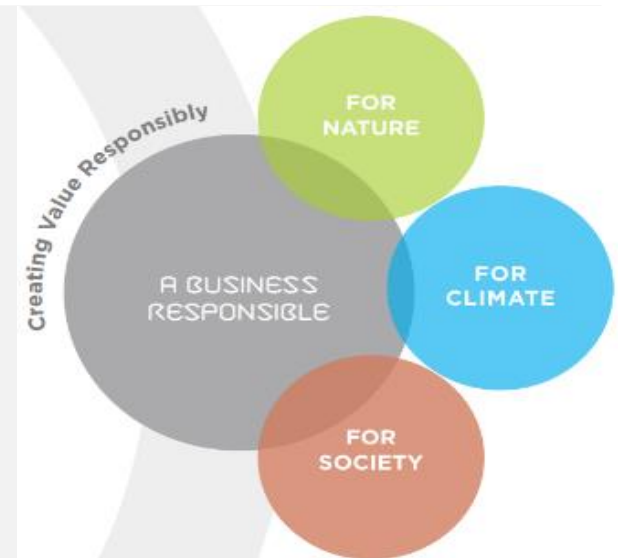 Creating Value Responsibly
A BUSINESS
RESPONSIBLE
FOR
NATURE
FOR
CLIMATE
FOR
SOCIETY